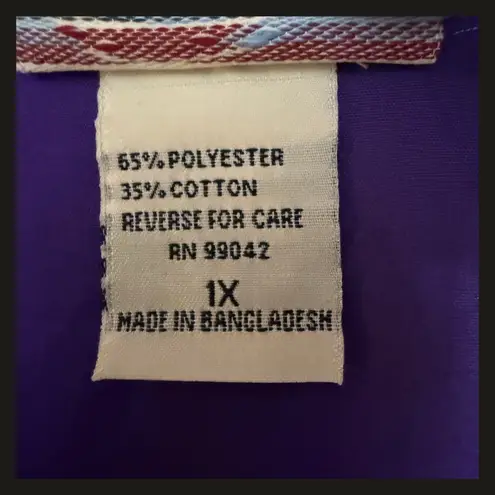 65% POLYESTER
35% COTTON
REVERSE FOR CARE
RN 99042
1X
MADE IN BANGLADESH